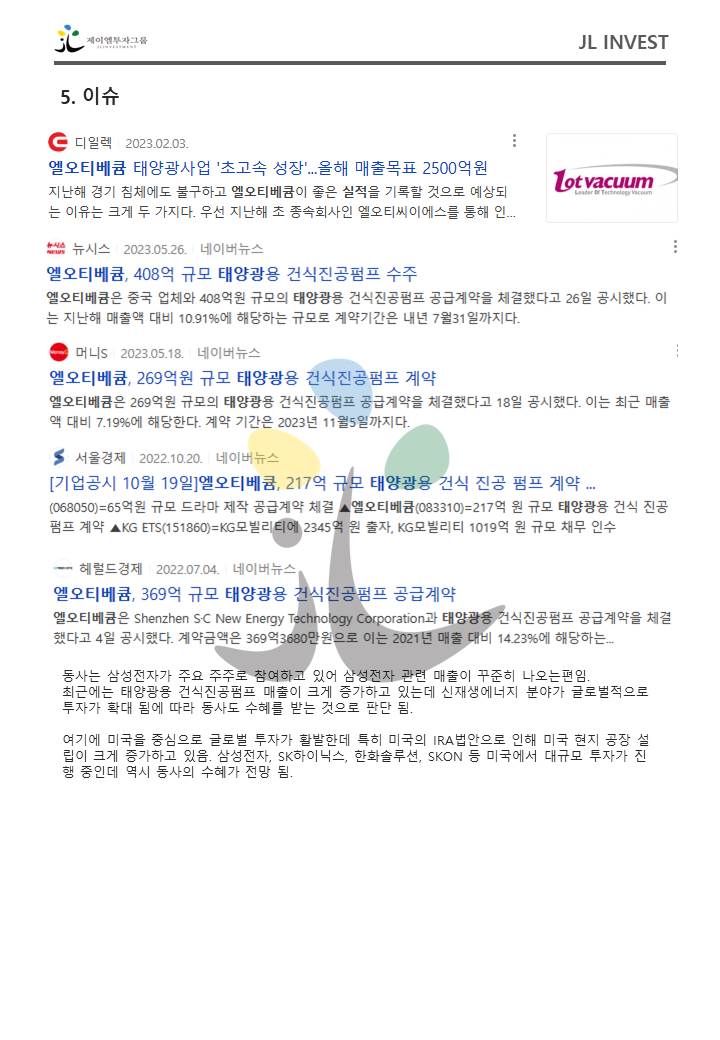 제이엘투자그룹
JLINVESTMENT
JL INVEST
5. 이슈
디일렉 2023.02.03.
엘오티베큠 태양광사업 '초고속 성장'...올해 매출목표 2500억원
지난해 경기 침체에도 불구하고 엘오티베큠이 좋은 실적을 기록할 것으로 예상되
는 이유는 크게 두 가지다. 우선 지난해 초 종속회사인 엘오티씨이에스를 통해 인...
Lotvacuum
Leader Of Technology Vacuum
뉴시스 NEWSIS
뉴시스 2023.05.26. 네이버뉴스
엘오티베큠, 408억 규모 태양광용 건식진공펌프 수주
엘오티베큠은 중국 업체와 408억원 규모의 태양광용 건식진공펌프 공급계약을 체결했다고 26일 공시했다. 이
는 지난해 매출액 대비 10.91%에 해당하는 규모로 계약기간은 내년 7월31일까지다.
MoneyS
머니S 2023.05.18. 네이버뉴스
엘오티베큠, 269억원 규모 태양광용 건식진공펌프 계약
엘오티베큠은 269억원 규모의 태양광용 건식진공펌프 공급계약을 체결했다고 18일 공시했다. 이는 최근 매출
액 대비 7.19%에 해당한다. 계약 기간은 2023년 11월5일까지다.
서울경제 2022.10.20. 네이버뉴스
[기업공시 10월 19일]엘오티베큠, 217억 규모 태양광용 건식 진공 펌프 계약 ...
(068050)=65억원 규모 드라마 제작 공급계약 체결 ▲엘오티베큠(083310)=217억 원 규모 태양광용 건식 진공
펌프 계약 ▲KG ETS(151860)=KG모빌리티에 2345억 원 출자, KG모빌리티 1019억 원 규모 채무 인수
헤럴드경제 2022.07.04. 네이버뉴스
엘오티베큠, 369억 규모 태양광용 건식진공펌프 공급계약
엘오티베큠은 Shenzhen S·C New Energy Technology Corporation과 태양광용 건식진공펌프 공급계약을 체결
했다고 4일 공시했다. 계약금액은 369억3680만원으로 이는 2021년 매출 대비 14.23%에 해당하는...
동사는 삼성전자가 주요 주주로 참여하고 있어 삼성전자 관련 매출이 꾸준히 나오는편임.
최근에는 태양광용 건식진공펌프 매출이 크게 증가하고 있는데 신재생에너지 분야가 글로벌적으로
투자가 확대 됨에 따라 동사도 수혜를 받는 것으로 판단 됨.
여기에 미국을 중심으로 글로벌 투자가 활발한데 특히 미국의 IRA법안으로 인해 미국 현지 공장 설
립이 크게 증가하고 있음. 삼성전자, SK하이닉스, 한화솔루션, SKON 등 미국에서 대규모 투자가 진
행 중인데 역시 동사의 수혜가 전망 됨.